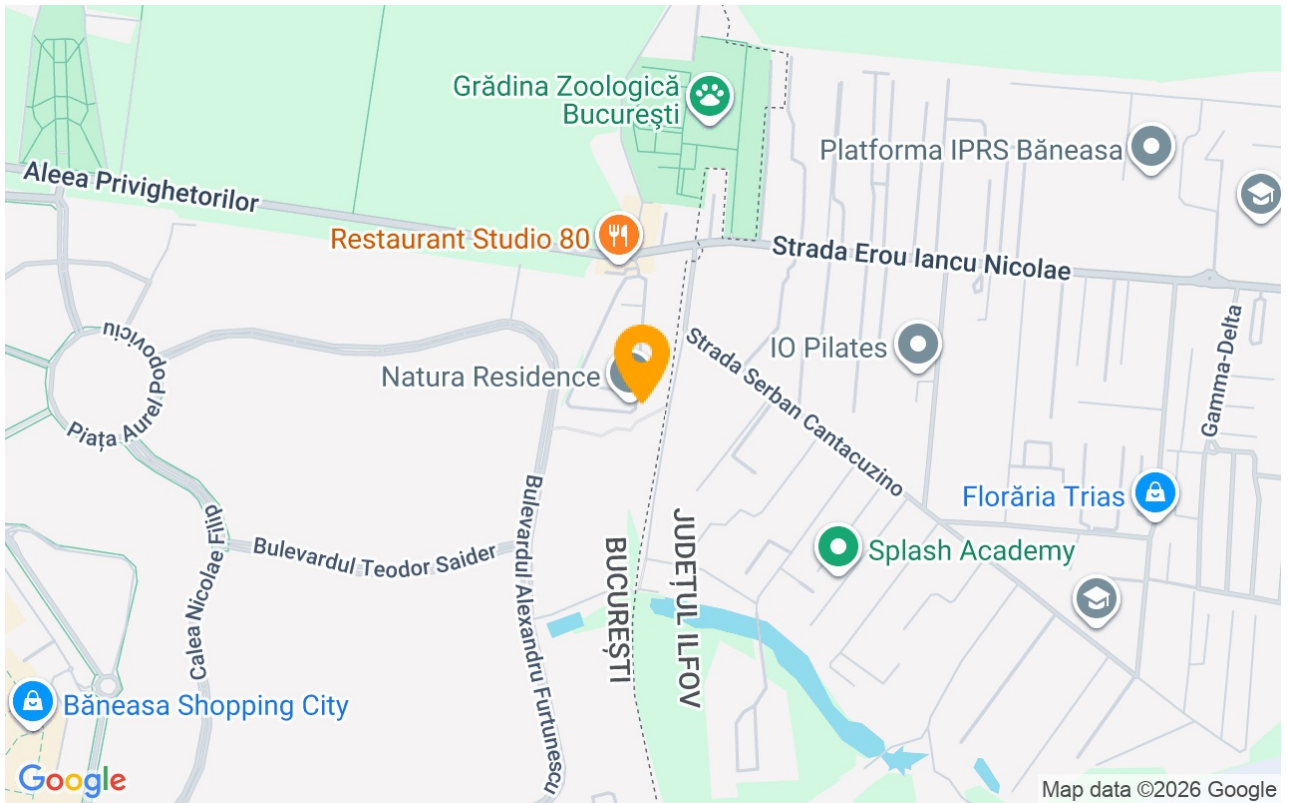 Grădina Zoologică
București
Platforma IPRS Băneasa
Aleea Privighetorilor
Restaurant Studio 80
Strada Erou Iancu Nicolae
Piața Aurel Popoviciu
Natura Residence
Strada Serban Cantacuzino
IO Pilates
Gamma-Delta
Florăria Trias
Calea Nicolae Filip
Bulevardul Teodor Saider
Bulevardul Alexandru Furtunescu
BUCUREȘTI
JUDEȚUL ILFOV
Splash Academy
Băneasa Shopping City
Google
Map data ©2026 Google